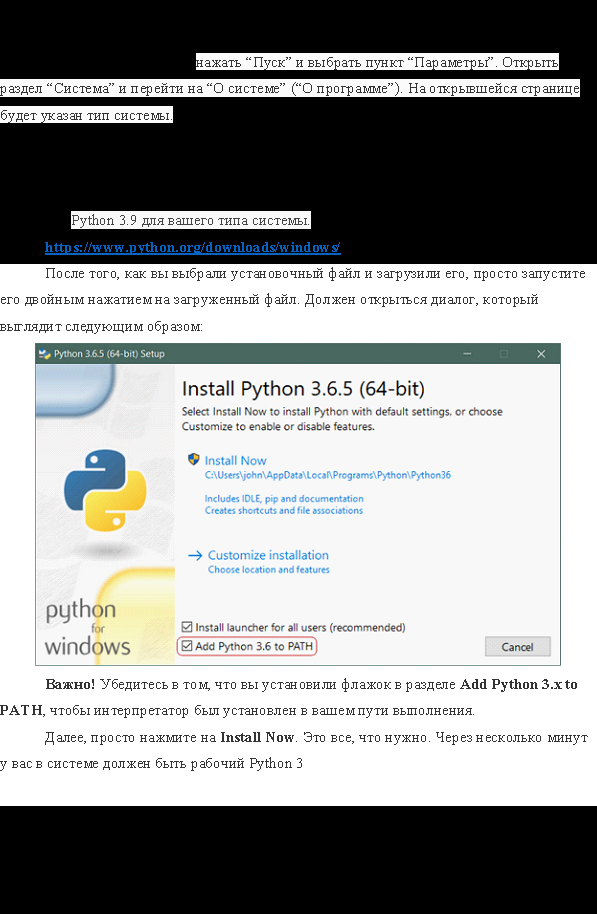 нажать “Пуск” и выбрать пункт “Параметры”. Открыть
раздел “Система” и перейти на “О системе” (“О программе”). На открывшейся странице
будет указан тип системы.
Python 3.9 для вашего типа системы.
https://www.python.org/downloads/windows/
После того, как вы выбрали установочный файл и загрузили его, просто запустите
его двойным нажатием на загруженный файл. Должен открыться диалог, который
выглядит следующим образом:
Python 3.6.5 (64-bit) Setup
Install Python 3.6.5 (64-bit)
Select Install Now to install Python with default settings, or choose
Customize to enable or disable features.
Install Now
C:\Users\john\AppData\Local\Programs\Python\Python36
Includes IDLE, pip and documentation
Creates shortcuts and file associations
Customize installation
Choose location and features
python
for
windows
Install launcher for all users (recommended)
Add Python 3.6 to PATH
Cancel
Важно! Убедитесь в том, что вы установили флажок в разделе Add Python 3.x to
PATH, чтобы интерпретатор был установлен в вашем пути выполнения.
Далее, просто нажмите на Install Now. Это все, что нужно. Через несколько минут
у вас в системе должен быть рабочий Python 3